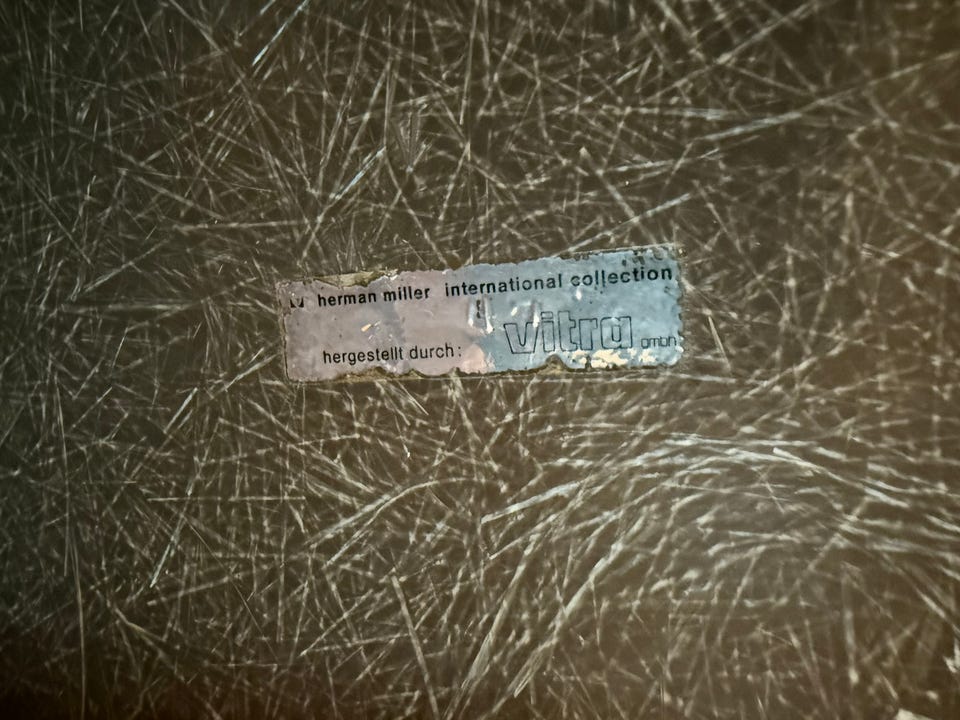 herman miller international collection
hergestellt durch: vitra gmbh